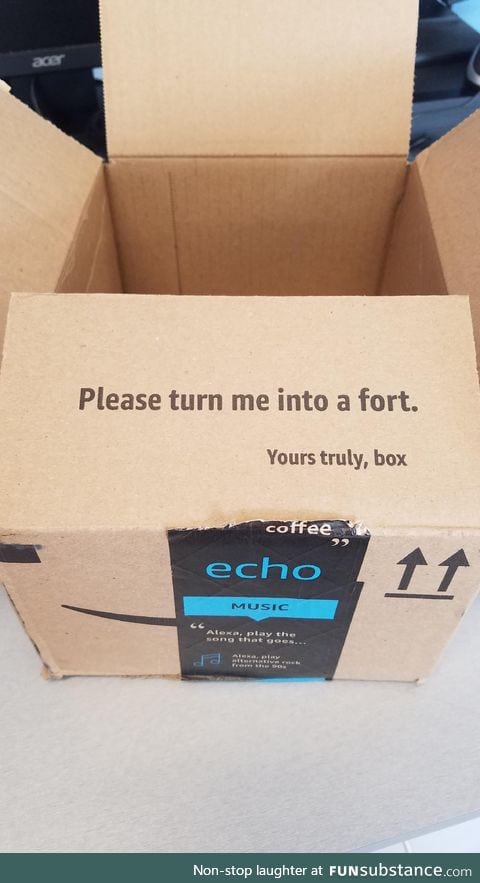 acer
Please turn me into a fort.
Yours truly, box
coffee
”
echo
MUSIC
“
Alexa, play the
song that goes...
Alexa, play
alternative rock
from the 90s
Non-stop laughter at FUNsubstance.com